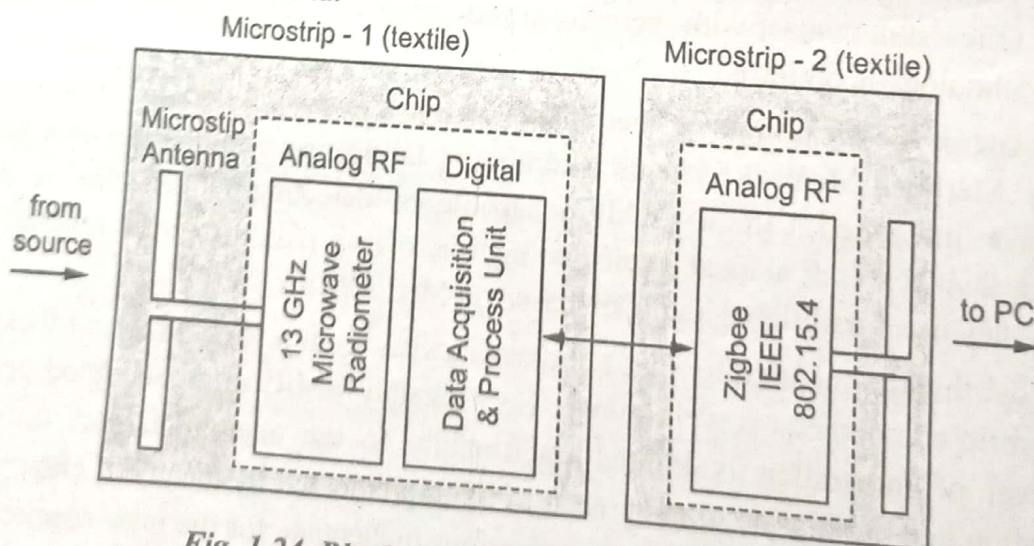 Microstrip - 1 (textile)
Chip
Microstip
Antenna
Analog RF
Digital
from
source
13 GHz
Microwave
Radiometer
Data Acquisition
& Process Unit
Microstrip - 2 (textile)
Chip
Analog RF
Zigbee
IEEE
802.15.4
to PC